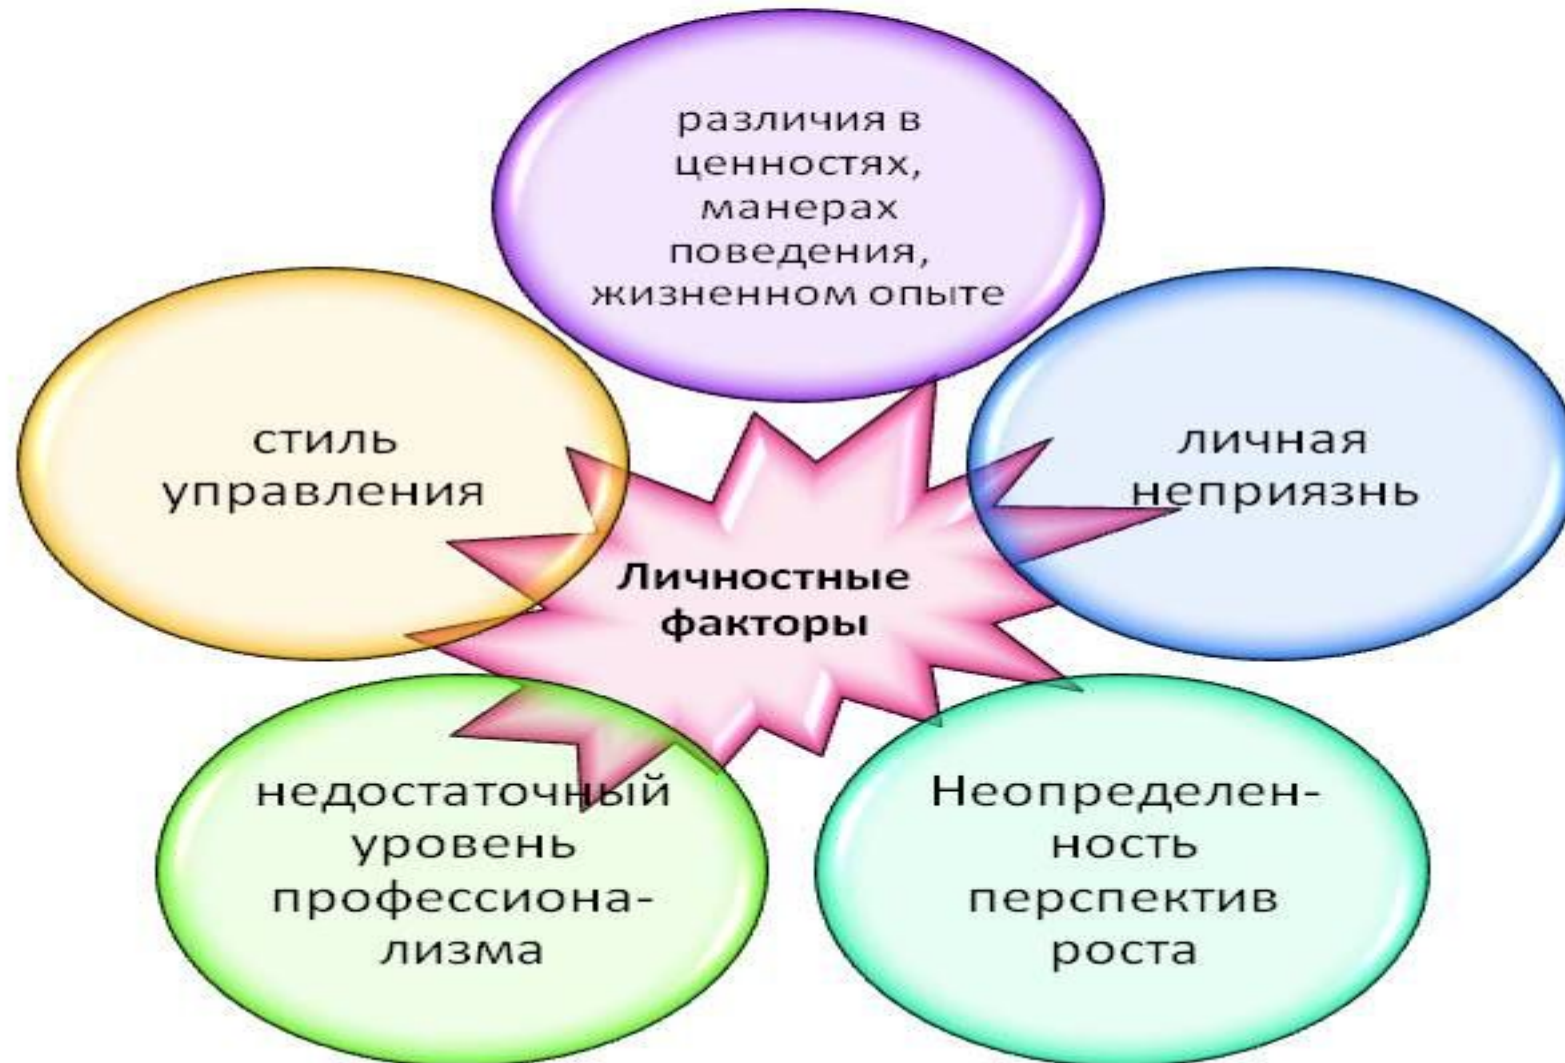 различия в
ценностях,
манерах
поведения,
жизненном опыте
стиль
управления
личная
неприязнь
Личностные
факторы
недостаточный
уровень
профессиона-
лизма
Неопределен-
ность
перспектив
роста